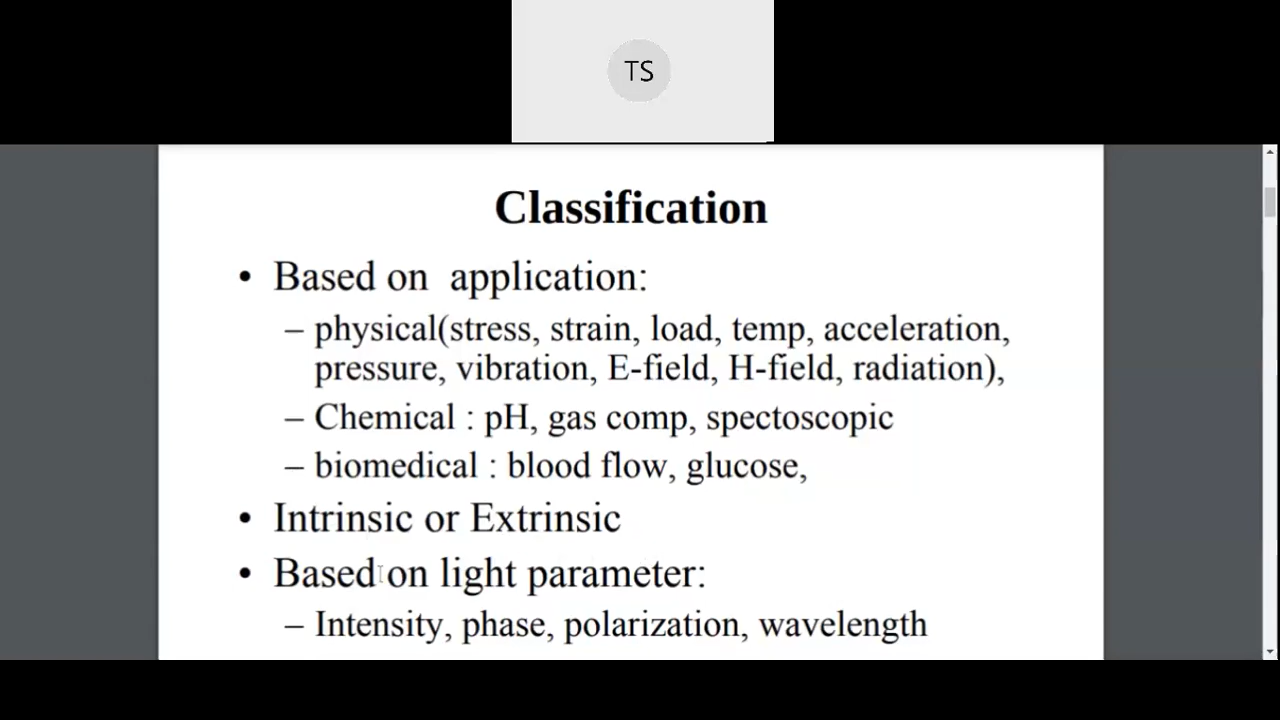 TS
Classification
• Based on  application:
– physical(stress, strain, load, temp, acceleration,
pressure, vibration, E-field, H-field, radiation),
– Chemical : pH, gas comp, spectoscopic
– biomedical : blood flow, glucose,
• Intrinsic or Extrinsic
• Based on light parameter:
– Intensity, phase, polarization, wavelength